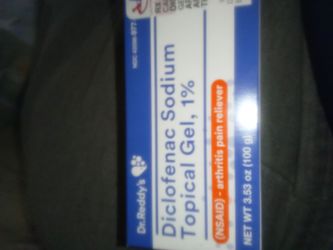 Dr.Reddy's
Diclofenac Sodium
Topical Gel, 1%
(NSAID) - arthritis pain reliever
NET WT 3.53 oz (100 g)